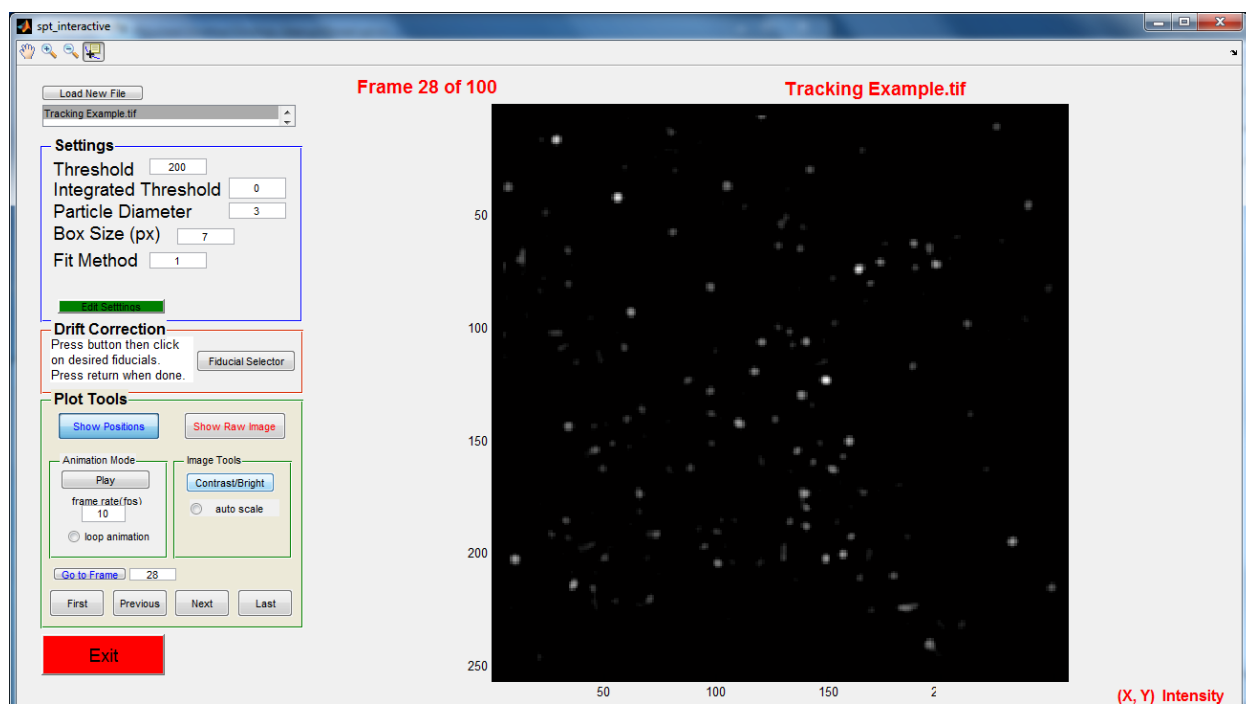 spt_interactive
Load New File
Frame 28 of 100
Tracking Example.tif
Tracking Example.tif
Settings
Threshold 200
Integrated Threshold 0
Particle Diameter 3
Box Size (px) 7
Fit Method 1
Edit Setttings
Drift Correction
Press button then click
on desired fiducials.
Press return when done.
Fiducial Selector
Plot Tools
Show Positions
Show Raw Image
Animation Mode
Play
frame rate(fps)
10
loop animation
Image Tools
Contrast/Bright
auto scale
Go to Frame 28
First Previous Next Last
Exit
50
100
150
200
250
50 100 150 2
(X, Y) Intensity